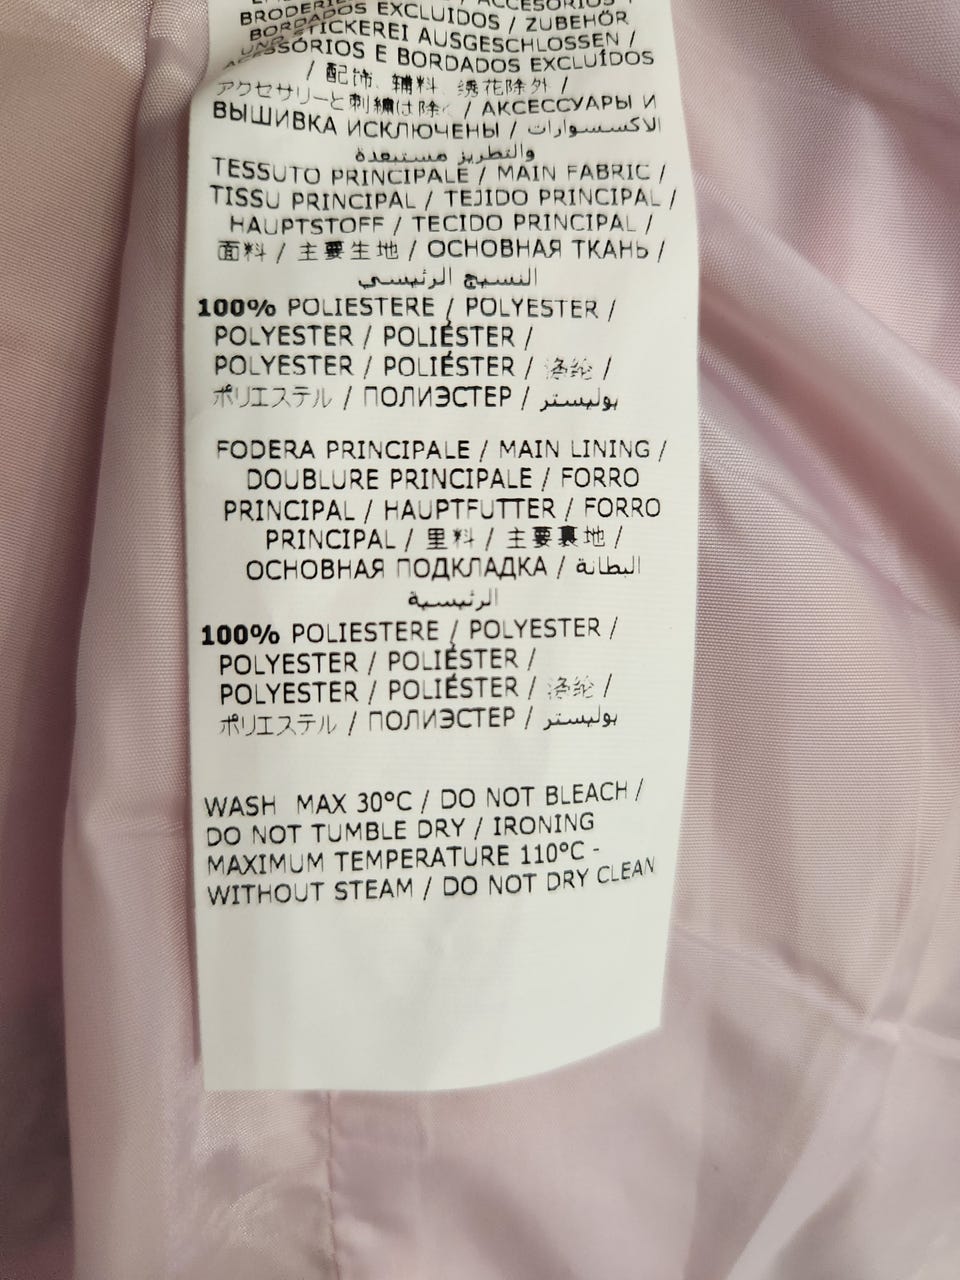 BRODERIE
BORDADOS EXCLUIDOS / ZUBEHÖR
UND STICKEREI AUSGESCHLOSSEN /
ACESSÓRIOS E BORDADOS EXCLUÍDOS
/ 配饰、辅料、绣花除外 /
アクセサリーと刺繍は除く / АКСЕССУАРЫ И
ВЫШИВКА ИСКЛЮЧЕНЫ / الاكسسوارات
والتطريز مستبعدة
TESSUTO PRINCIPALE / MAIN FABRIC /
TISSU PRINCIPAL / TEJIDO PRINCIPAL /
HAUPTSTOFF / TECIDO PRINCIPAL /
面料 / 主要生地 / ОСНОВНАЯ ТКАНЬ /
النسيج الرئيسي
100% POLIESTERE / POLYESTER /
POLYESTER / POLIÉSTER /
POLYESTER / POLIÉSTER / 涤纶 /
ポリエステル / ПОЛИЭСТЕР / بوليستر
FODERA PRINCIPALE / MAIN LINING /
DOUBLURE PRINCIPALE / FORRO
PRINCIPAL / HAUPTFUTTER / FORRO
PRINCIPAL / 里料 / 主要裏地 /
ОСНОВНАЯ ПОДКЛАДКА / البطانة
الرئيسية
100% POLIESTERE / POLYESTER /
POLYESTER / POLIÉSTER /
POLYESTER / POLIÉSTER / 涤纶 /
ポリエステル / ПОЛИЭСТЕР / بوليستر
WASH MAX 30°C / DO NOT BLEACH /
DO NOT TUMBLE DRY / IRONING
MAXIMUM TEMPERATURE 110°C -
WITHOUT STEAM / DO NOT DRY CLEAN